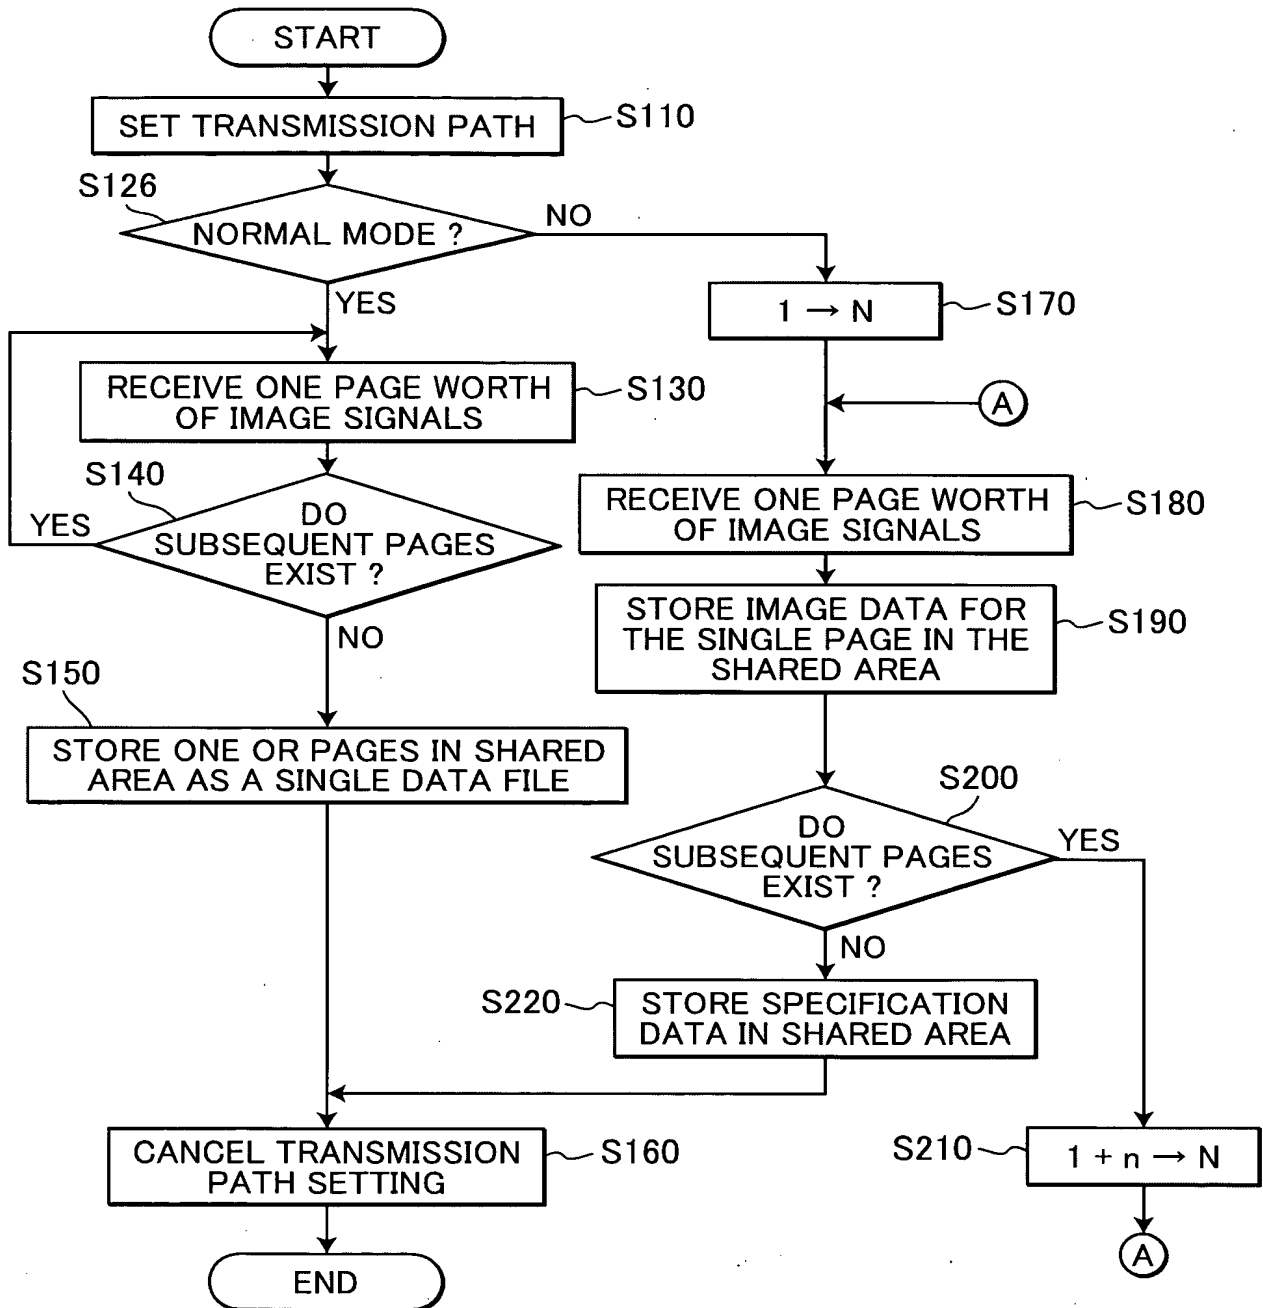 START
SET TRANSMISSION PATH
S110
S126
NORMAL MODE ?
NO
YES
1 → N
S170
RECEIVE ONE PAGE WORTH
OF IMAGE SIGNALS
S130
A
S140
YES
DO
SUBSEQUENT PAGES
EXIST ?
NO
RECEIVE ONE PAGE WORTH
OF IMAGE SIGNALS
S180
STORE IMAGE DATA FOR
THE SINGLE PAGE IN THE
SHARED AREA
S190
S150
STORE ONE OR PAGES IN SHARED
AREA AS A SINGLE DATA FILE
S200
DO
SUBSEQUENT PAGES
EXIST ?
YES
NO
S220
STORE SPECIFICATION
DATA IN SHARED AREA
CANCEL TRANSMISSION
PATH SETTING
S160
S210
1 + n → N
A
END